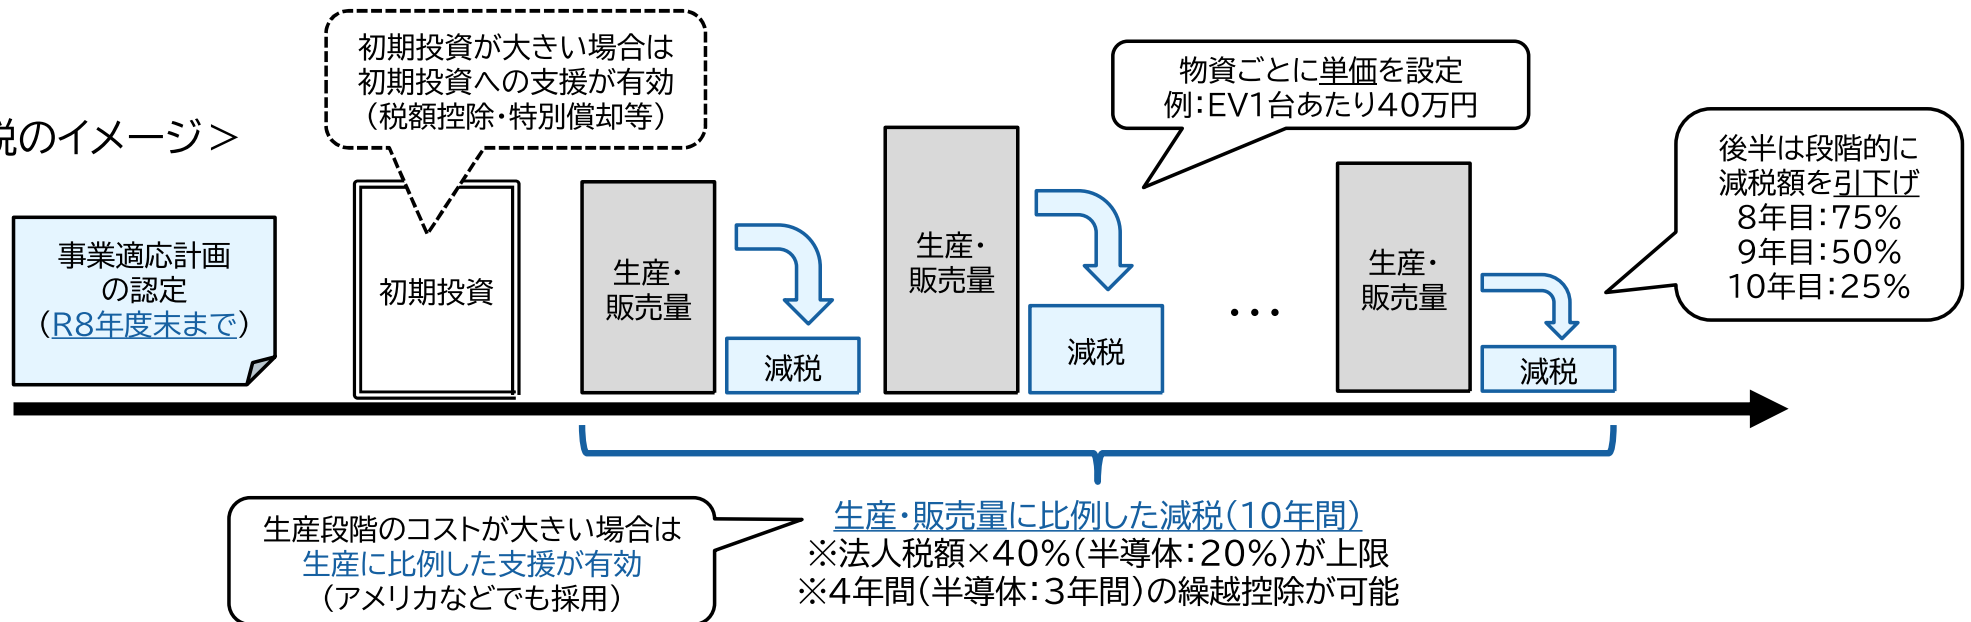 税のイメージ＞
初期投資が大きい場合は
初期投資への支援が有効
（税額控除・特別償却等）
物資ごとに単価を設定
例：EV1台あたり40万円
後半は段階的に
減税額を引下げ
8年目：75%
9年目：50%
10年目：25%
事業適応計画
の認定
（R8年度末まで）
初期投資
生産・
販売量
減税
生産・
販売量
減税
…
生産・
販売量
減税
生産段階のコストが大きい場合は
生産に比例した支援が有効
（アメリカなどでも採用）
生産・販売量に比例した減税（10年間）
※法人税額×40%（半導体：20%）が上限
※4年間（半導体：3年間）の繰越控除が可能